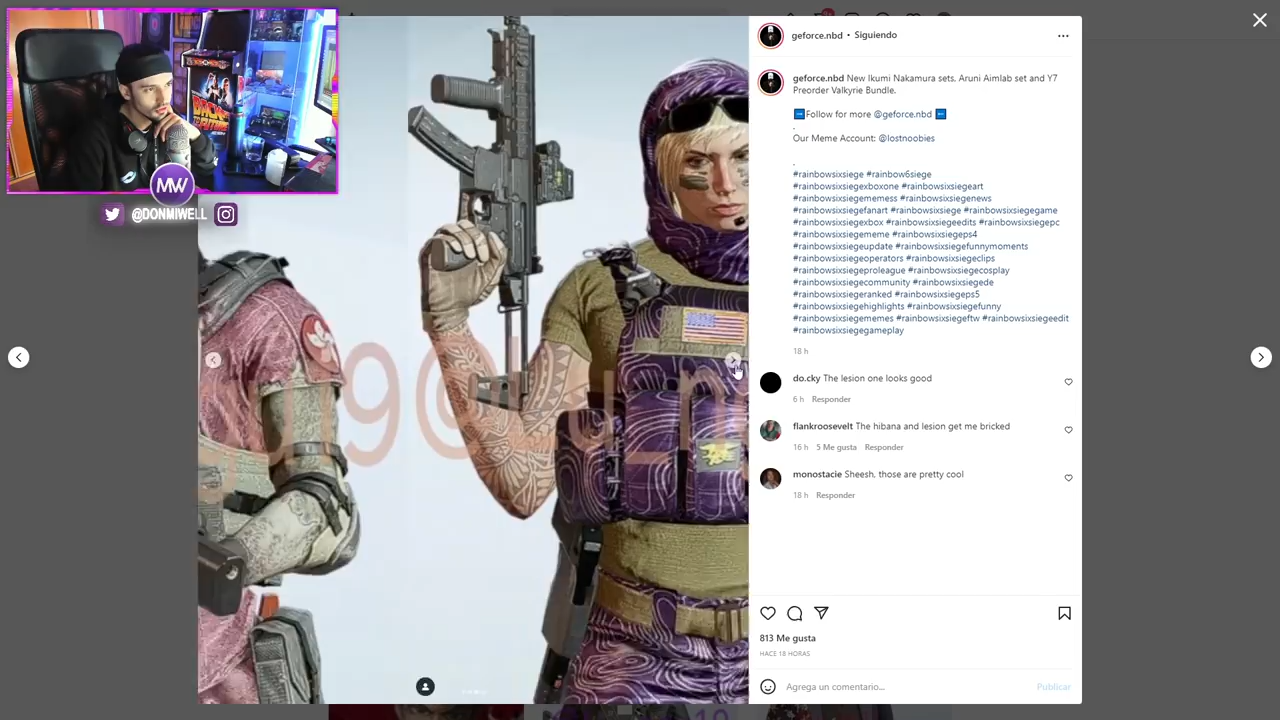 geforce.nbd • Siguiendo
geforce.nbd New Ikumi Nakamura sets, Aruni Aimlab set and Y7
Preorder Valkyrie Bundle.
Follow for more @geforce.nbd
.
Our Meme Account: @lostnoobies
.
#rainbowsixsiege #rainbow6siege
#rainbowsixsiegexboxone #rainbowsixsiegeart
#rainbowsixsiegememess #rainbowsixsiegenews
#rainbowsixsiegefanart #rainbowsixsiege #rainbowsixsiegegame
#rainbowsixsiegexbox #rainbowsixsiegeedits #rainbowsixsiegepc
#rainbowsixsiegememe #rainbowsixsiegeps4
#rainbowsixsiegeupdate #rainbowsixsiegefunnymoments
#rainbowsixsiegeoperators #rainbowsixsiegeclips
#rainbowsixsiegeproleague #rainbowsixsiegecosplay
#rainbowsixsiegecommunity #rainbowsixsiegede
#rainbowsixsiegeranked #rainbowsixsiegeps5
#rainbowsixsiegehighlights #rainbowsixsiegefunny
#rainbowsixsiegememes #rainbowsixsiegeftw #rainbowsixsiegeedit
#rainbowsixsiegegameplay
18 h
do.cky The lesion one looks good
6 h Responder
flankroosevelt The hibana and lesion get me bricked
16 h 5 Me gusta Responder
monostacie Sheesh, those are pretty cool
18 h Responder
813 Me gusta
HACE 18 HORAS
Agrega un comentario...
Publicar
BACK TO FUTURE
MW
@DONMIWELL